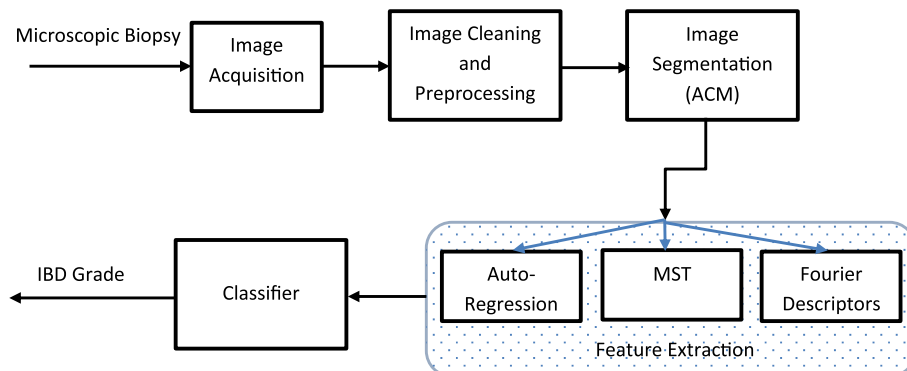 Microscopic Biopsy
Image
Acquisition
Image Cleaning
and
Preprocessing
Image
Segmentation
(ACM)
Auto-
Regression
MST
Fourier
Descriptors
Feature Extraction
Classifier
IBD Grade